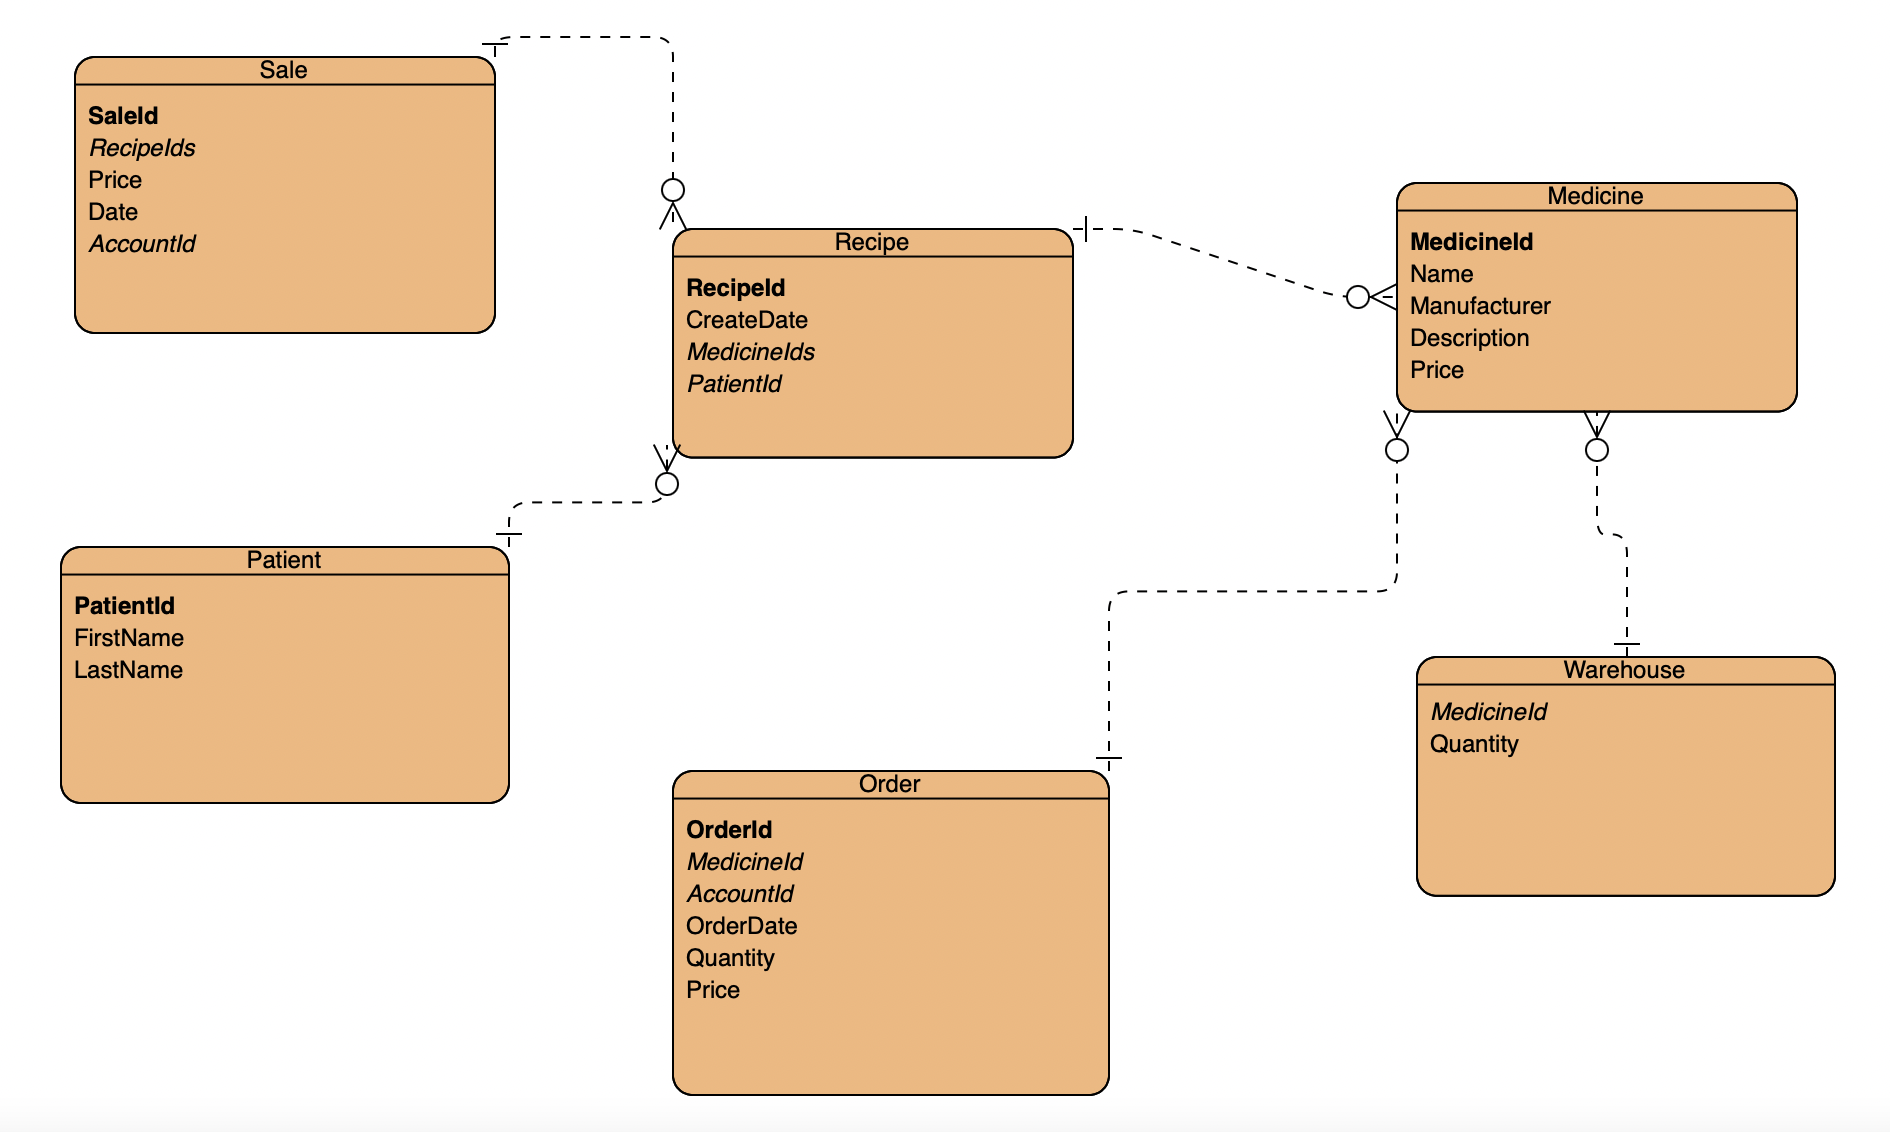 Sale
SaleId
RecipeIds
Price
Date
AccountId
Recipe
RecipeId
CreateDate
MedicineIds
PatientId
Medicine
MedicineId
Name
Manufacturer
Description
Price
Patient
PatientId
FirstName
LastName
Order
OrderId
MedicineId
AccountId
OrderDate
Quantity
Price
Warehouse
MedicineId
Quantity